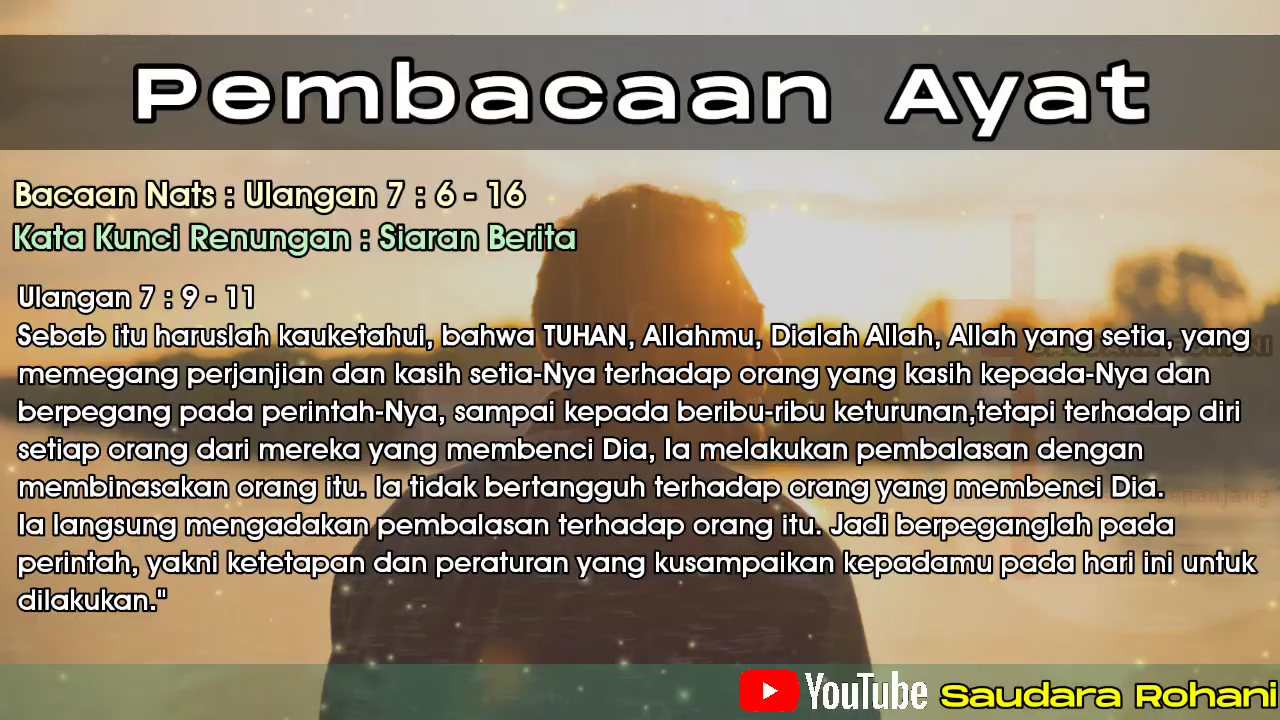 Pembacaan Ayat
Bacaan Nats : Ulangan 7 : 6 - 16
Kata Kunci Renungan : Siaran Berita
Ulangan 7 : 9 - 11
Sebab itu haruslah kauketahui, bahwa TUHAN, Allahmu, Dialah Allah, Allah yang setia, yang
memegang perjanjian dan kasih setia-Nya terhadap orang yang kasih kepada-Nya dan
berpegang pada perintah-Nya, sampai kepada beribu-ribu keturunan,tetapi terhadap diri
setiap orang dari mereka yang membenci Dia, Ia melakukan pembalasan dengan
membinasakan orang itu. Ia tidak bertangguh terhadap orang yang membenci Dia.
Ia langsung mengadakan pembalasan terhadap orang itu. Jadi berpeganglah pada
perintah, yakni ketetapan dan peraturan yang kusampaikan kepadamu pada hari ini untuk
dilakukan."
YouTube Saudara Rohani